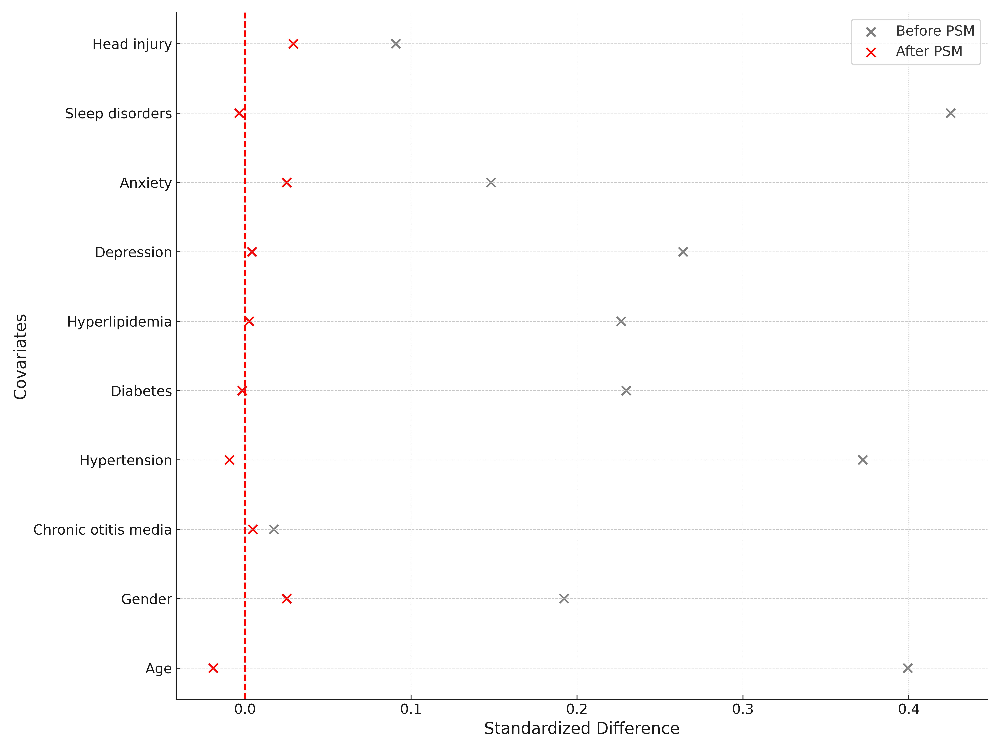 Before PSM
After PSM
Head injury
Sleep disorders
Anxiety
Depression
Hyperlipidemia
Diabetes
Hypertension
Chronic otitis media
Gender
Age
Covariates
0.0 0.1 0.2 0.3 0.4
Standardized Difference